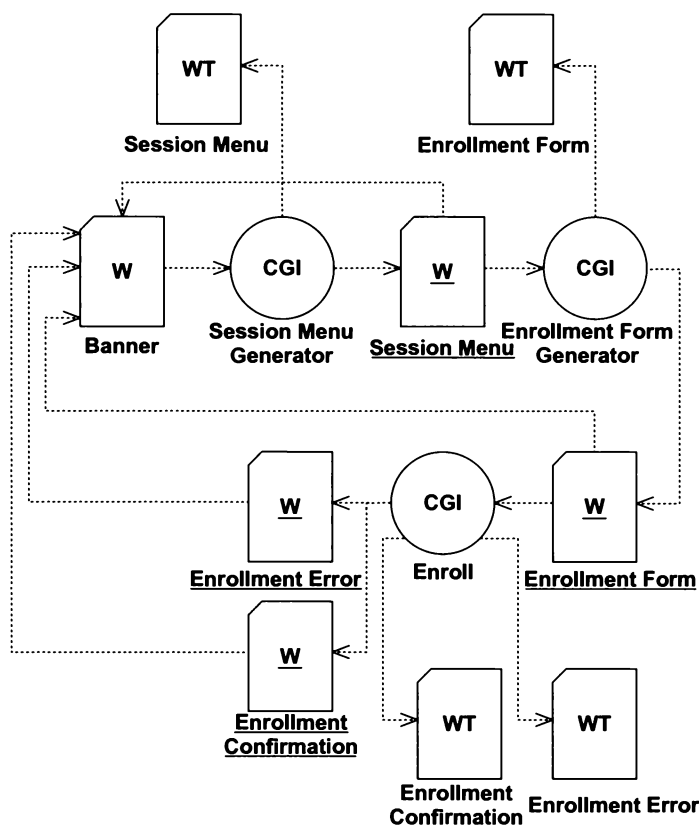 WT
WT
Session Menu
Enrollment Form
W
CGI
W
CGI
Banner
Session Menu
Generator
Session Menu
Enrollment Form
Generator
W
CGI
W
Enrollment Error
Enroll
Enrollment Form
W
Enrollment
Confirmation
WT
WT
Enrollment
Confirmation
Enrollment Error